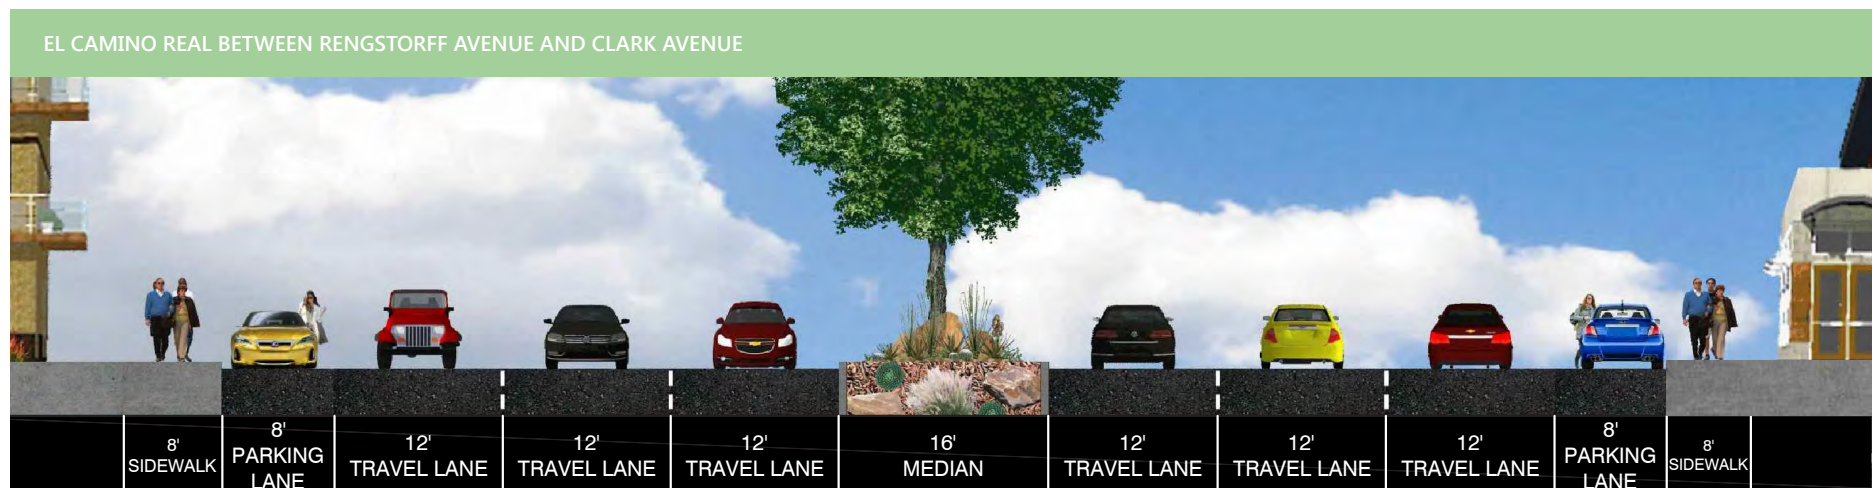 EL CAMINO REAL BETWEEN RENGSTORFF AVENUE AND CLARK AVENUE
8'
SIDEWALK
8'
PARKING
LANE
12'
TRAVEL LANE
12'
TRAVEL LANE
12'
TRAVEL LANE
16'
MEDIAN
12'
TRAVEL LANE
12'
TRAVEL LANE
12'
TRAVEL LANE
8'
PARKING
LANE
8'
SIDEWALK